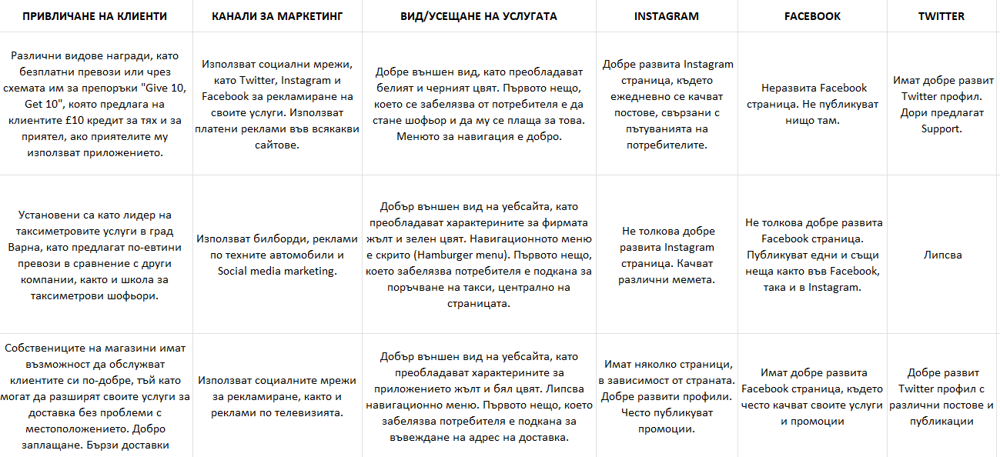 ПРИВЛИЧАНЕ НА КЛИЕНТИ
КАНАЛИ ЗА МАРКЕТИНГ
ВИД/УСЕЩАНЕ НА УСЛУГАТА
INSTAGRAM
FACEBOOK
TWITTER
Различни видове награди, като
безплатни превози или чрез
схемата им за препоръки "Give 10,
Get 10", която предлага на
клиентите £10 кредит за тях и за
приятел, ако приятелите му
използват приложението.
Използват социални мрежи,
като Twitter, Instagram и
Facebook за рекламиране на
своите услуги. Използват
платени реклами във всякакви
сайтове.
Добре външен вид, като преобладават
белият и черният цвят. Първото нещо,
което се забелязва от потребителя е да
стане шофьор и да му се плаща за това.
Менюто за навигация е добро.
Добре развита Instagram
страница, където
ежедневно се качват
постове, свързани с
пътуванията на
потребителите.
Неразвита Facebook
страница. Не публикуват
нищо там.
Имат добре развит
Twitter профил.
Дори предлагат
Support.
Установени са като лидер на
таксиметровите услуги в град
Варна, като предлагат по-евтини
превози в сравнение с други
компании, както и школа за
таксиметрови шофьори.
Използват билборди, реклами
по техните автомобили и
Social media marketing.
Добър външен вид на уебсайта, като
преобладават характерините за фирмата
жълт и зелен цвят. Навигационното меню
е скрито (Hamburger menu). Първото нещо,
което забелязва потребителя е подкана за
поръчване на такси, централно на
страницата.
Не толкова добре
развита Instagram
страница. Качват
различни мемета.
Не толкова добре развита
Facebook страница.
Публикуват едни и същи
неща както във Facebook,
така и в Instagram.
Липсва
Собствениците на магазини имат
възможност да обслужват
клиентите си по-добре, тъй като
могат да разширят своите услуги за
доставка без проблеми с
местоположението. Добро
заплащане. Бързи доставки
Използват социалните мрежи
за рекламиране, както и
реклами по телевизията.
Добър външен вид на уебсайта, като
преобладават характерините за
приложението жълт и бял цвят. Липсва
навигационно меню. Първото нещо, което
забелязва потребителя е подкана за
въвеждане на адрес на доставка.
Имат няколко страници,
в зависимост от страната.
Добре развити профили.
Често публикуват
промоции.
Имат добре развита
Facebook страница, където
често качват своите услуги
и промоции
Добре развит
Twitter профил с
различни постове и
публикации